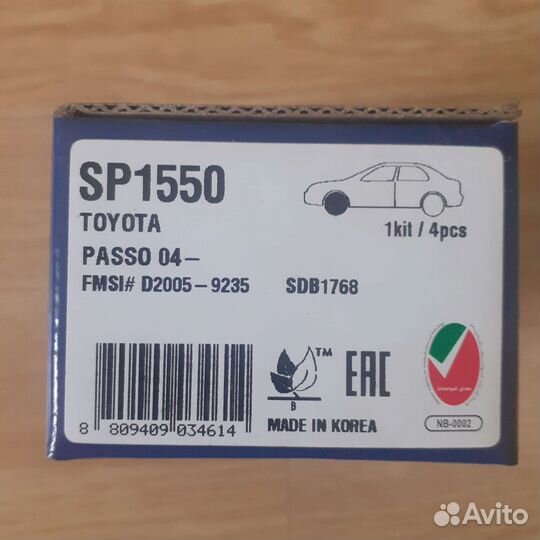 SP1550
TOYOTA
1kit / 4pcs
PASSO 04-
FMSI# D2005-9235 SDB1768
TM
EAC
B
8 809409 034614
MADE IN KOREA
NB-0002
Avito